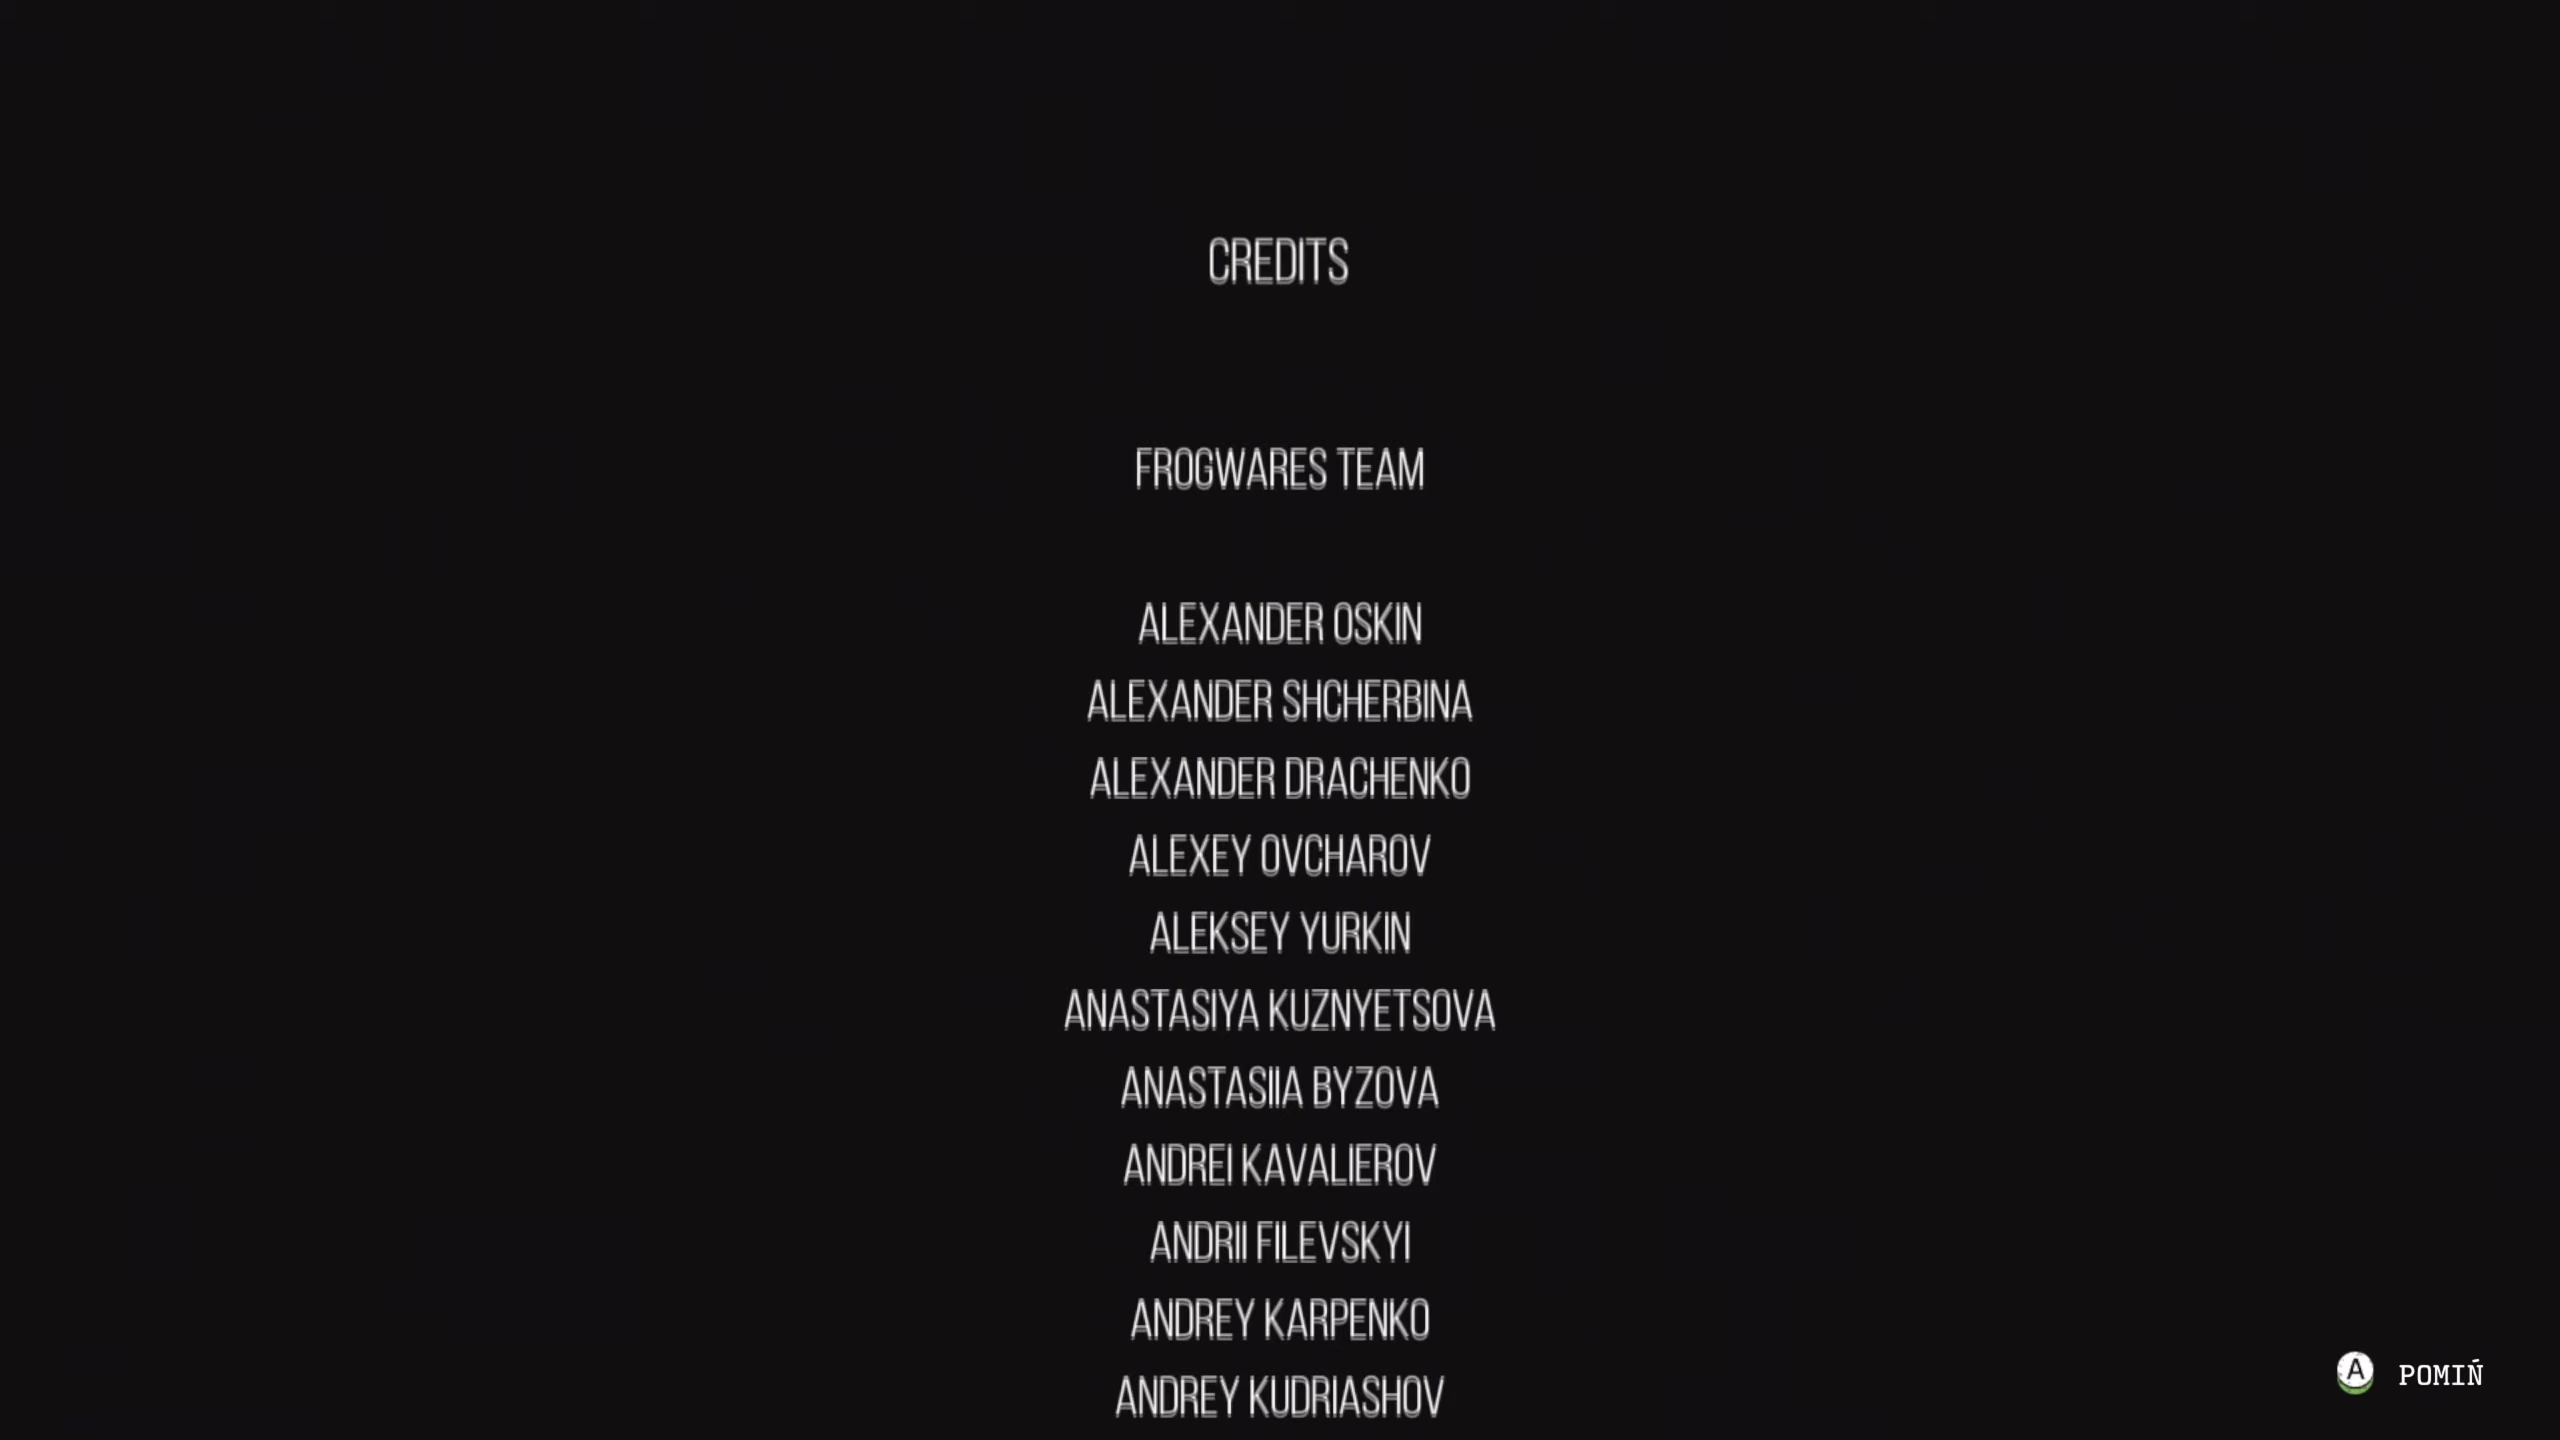 CREDITS
FROGWARES TEAM
ALEXANDER OSKIN
ALEXANDER SHCHERBINA
ALEXANDER DRACHENKO
ALEXEY OVCHAROV
ALEKSEY YURKIN
ANASTASIYA KUZNYETSOVA
ANASTASIIA BYZOVA
ANDREI KAVALIEROV
ANDRII FILEVSKYI
ANDREY KARPENKO
ANDREY KUDRIASHOV
A POMIŃ